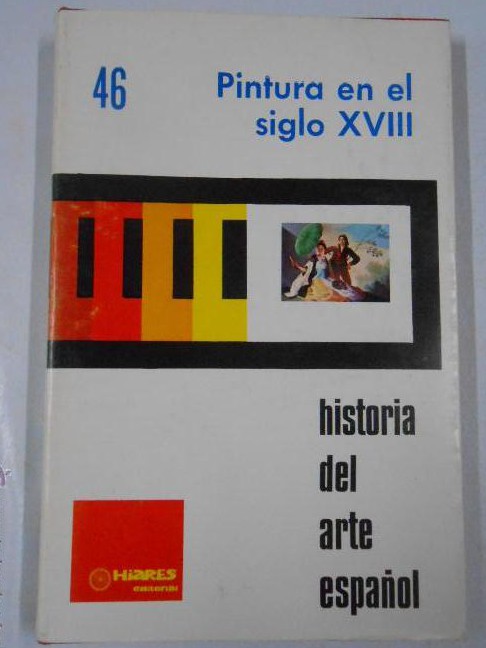 46
Pintura en el
siglo XVIII
historia
del
arte
español
HiARES
editorial